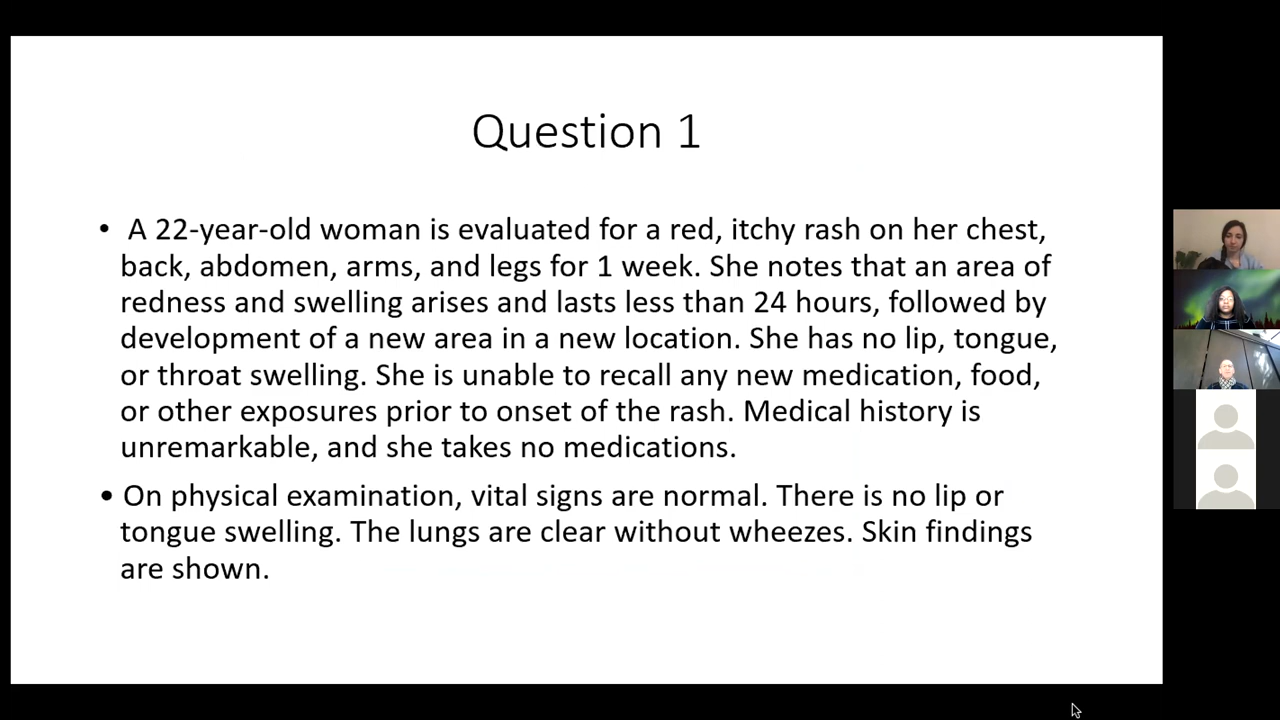 Question 1
• A 22-year-old woman is evaluated for a red, itchy rash on her chest,
back, abdomen, arms, and legs for 1 week. She notes that an area of
redness and swelling arises and lasts less than 24 hours, followed by
development of a new area in a new location. She has no lip, tongue,
or throat swelling. She is unable to recall any new medication, food,
or other exposures prior to onset of the rash. Medical history is
unremarkable, and she takes no medications.
• On physical examination, vital signs are normal. There is no lip or
tongue swelling. The lungs are clear without wheezes. Skin findings
are shown.